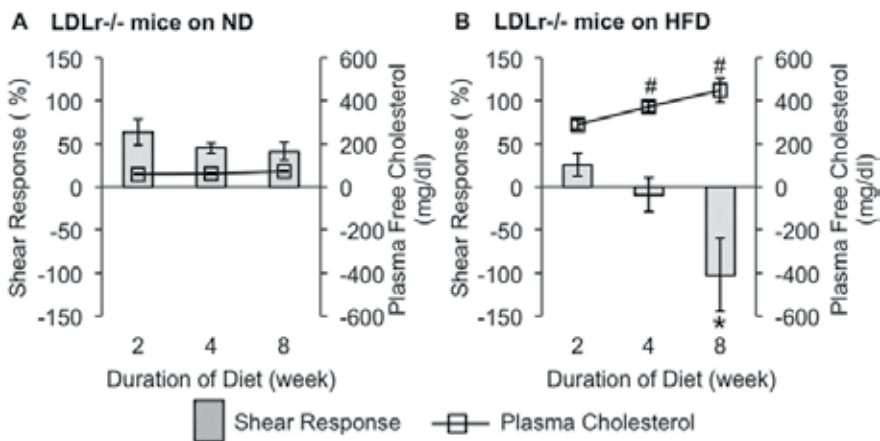 A LDLr-/- mice on ND
B LDLr-/- mice on HFD
Shear Response ( %)
150
100
50
0
-50
-100
-150
Plasma Free Cholesterol
(mg/dl)
600
400
200
0
-200
-400
-600
2 4 8
Duration of Diet (week)
Shear Response (%)
150
100
50
0
-50
-100
-150
# #
*
Plasma Free Cholesterol
(mg/dl)
600
400
200
0
-200
-400
-600
2 4 8
Duration of Diet (week)
Shear Response Plasma Cholesterol